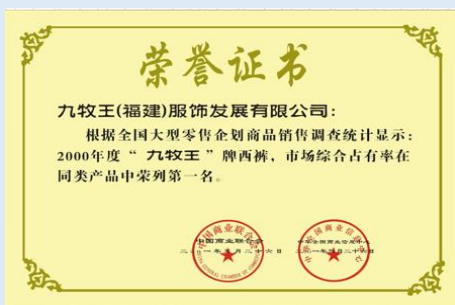 荣誉证书
九牧王(福建)服饰发展有限公司：
根据全国大型零售企划商品销售调查统计显示：
2000年度“九牧王”牌西裤，市场综合占有率在
同类产品中荣列第一名。
中国商业联合会